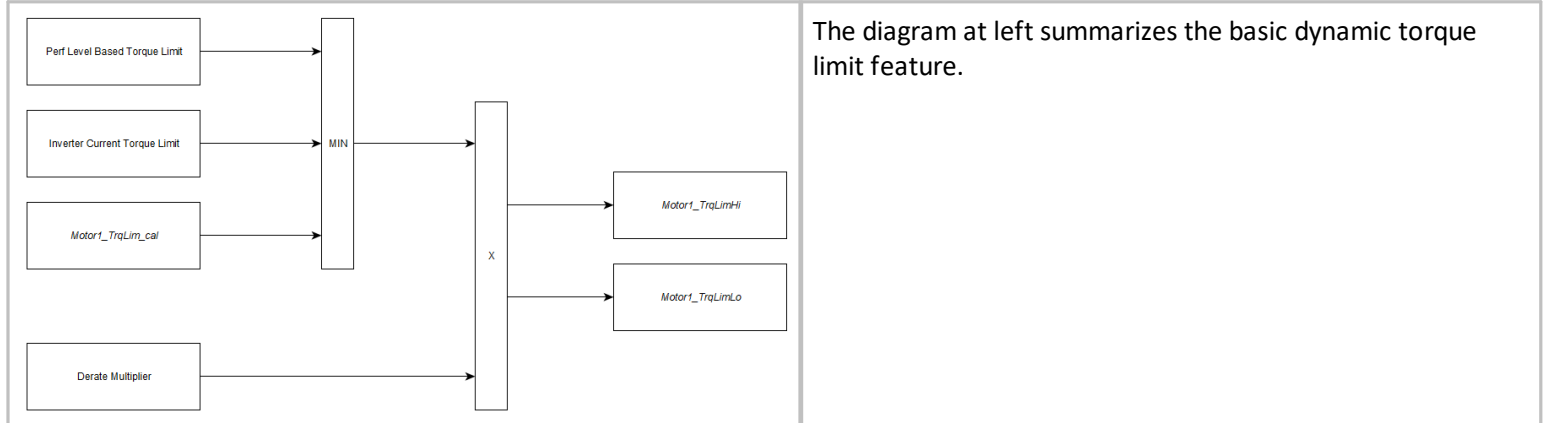 Perf Level Based Torque Limit
Inverter Current Torque Limit
MIN
Motor1_TrqLim_cal
Derate Multiplier
X
Motor1_TrqLimHi
Motor1_TrqLimLo
The diagram at left summarizes the basic dynamic torque
limit feature.